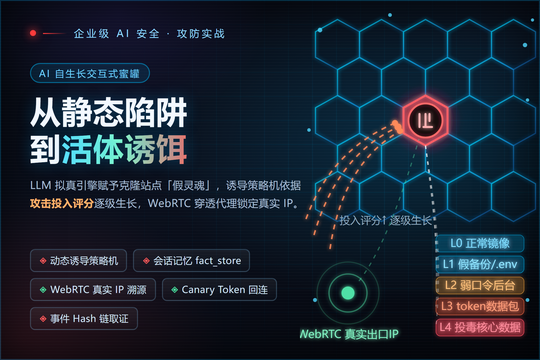 企业级 AI 安全 · 攻防实战
AI 自生长交互式蜜罐
从静态陷阱
到活体诱饵
LLM 拟真引擎赋予克隆站点「假灵魂」，诱导策略机依据
攻击投入评分逐级生长，WebRTC 穿透代理锁定真实 IP。
动态诱导策略机
会话记忆 fact_store
WebRTC 真实 IP 溯源
Canary Token 回连
事件 Hash 链取证
投入评分↑ 逐级生长
L0 正常镜像
L1 假备份/.env
L2 弱口令后台
L3 token数据包
L4 投毒核心数据
WebRTC 真实出口IP